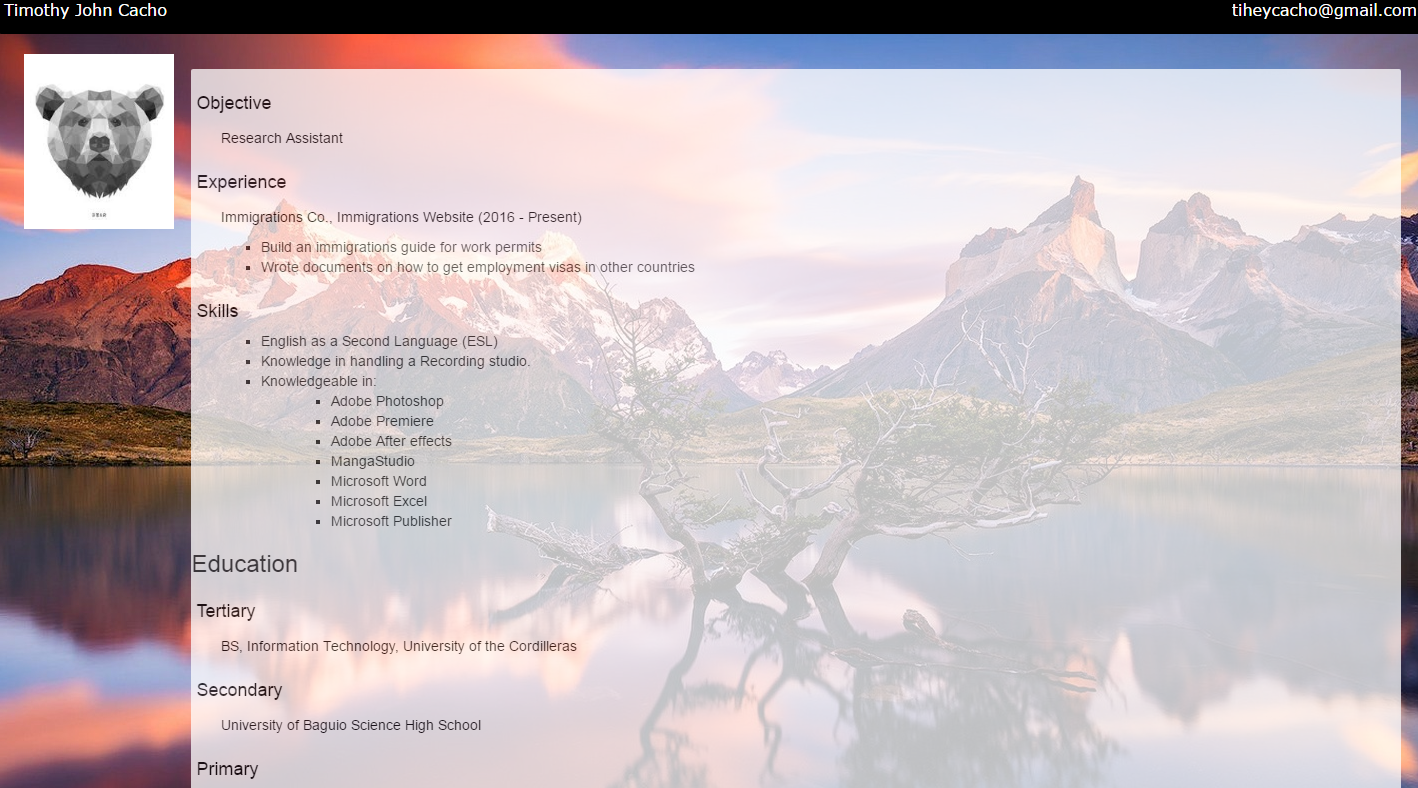 Timothy John Cacho
tiheycacho@gmail.com
Objective
Research Assistant
Experience
Immigrations Co., Immigrations Website (2016 - Present)
Build an immigrations guide for work permits
Wrote documents on how to get employment visas in other countries
Skills
English as a Second Language (ESL)
Knowledge in handling a Recording studio.
Knowledgeable in:
Adobe Photoshop
Adobe Premiere
Adobe After effects
MangaStudio
Microsoft Word
Microsoft Excel
Microsoft Publisher
Education
Tertiary
BS, Information Technology, University of the Cordilleras
Secondary
University of Baguio Science High School
Primary